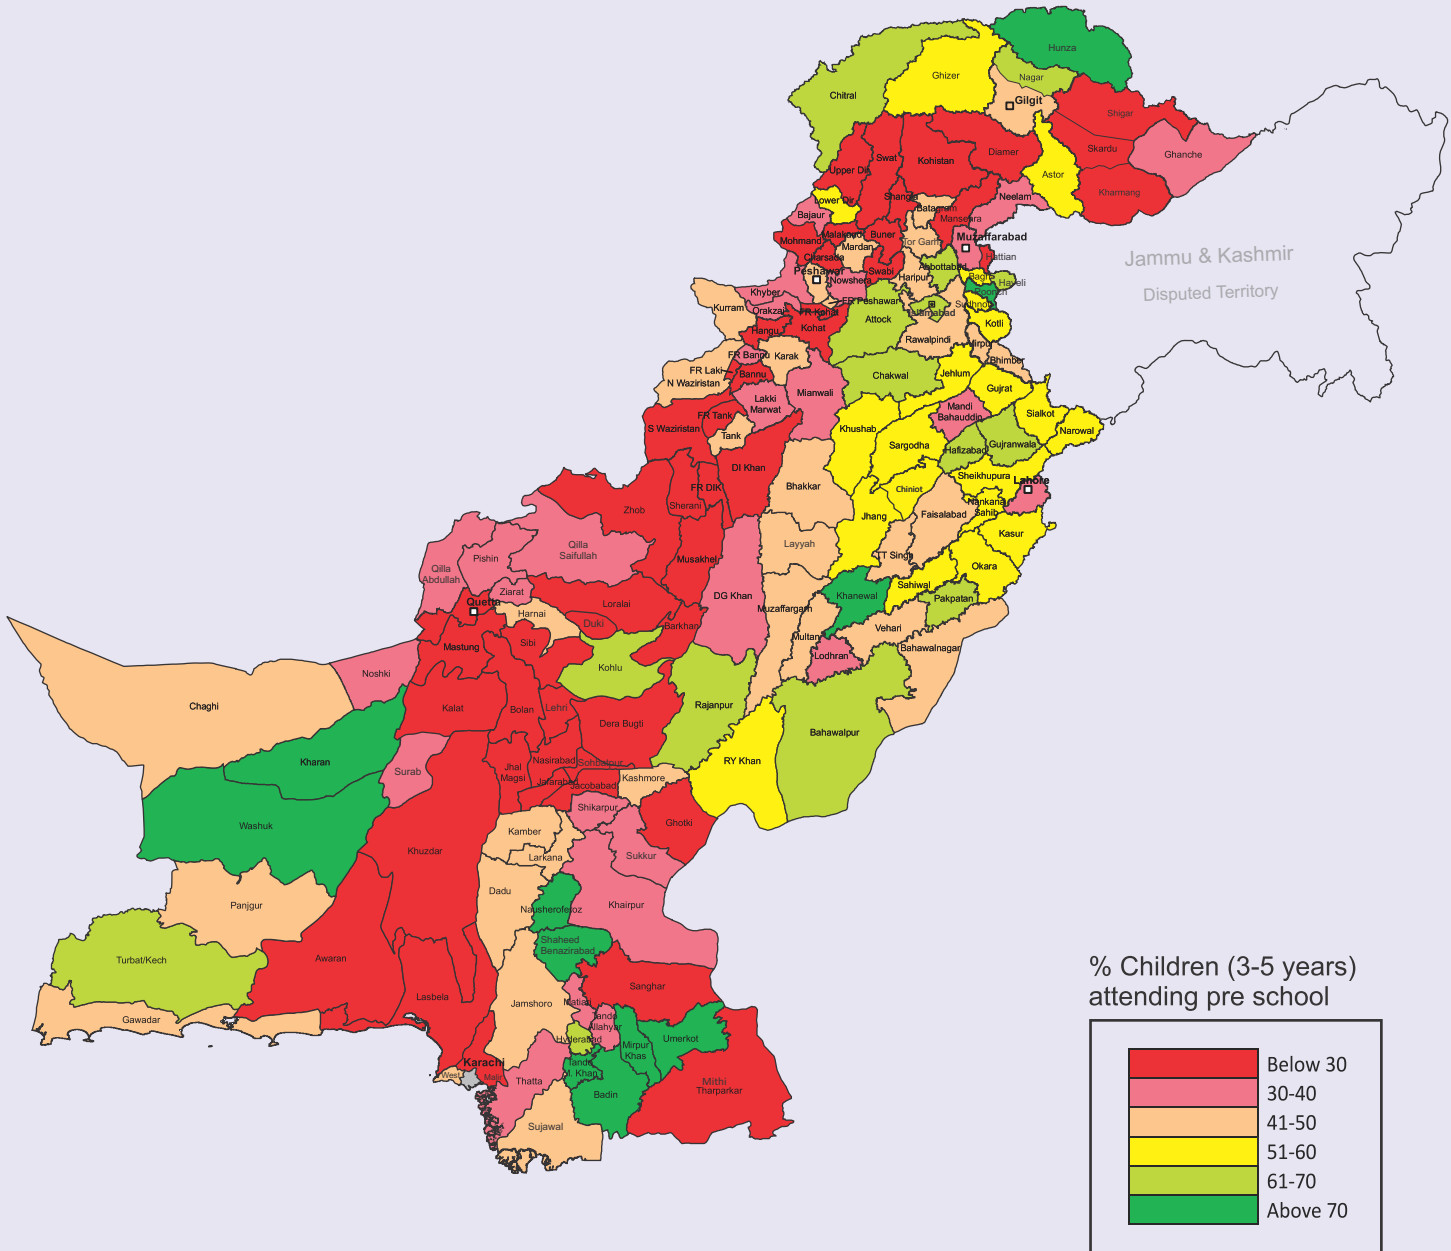 Hunza
Ghizer
Nagar
Chitral
Gilgit
Shigar
Skardu
Ghanche
Diamer
Swat
Kohistan
Upper Dir
Astor
Kharmang
Shangla
Neelam
Lower Dir
Batagram
Bajaur
Mansehra
Malakand
Buner
Mohmand
Tor Garh
Muzaffarabad
Mardan
Charsada
Hattian
Jammu & Kashmir
Disputed Territory
Peshawar
Swabi
Abbottabad
Nowshera
Haripur
Bagh
Haveli
Poonch
Khyber
FR Peshawar
Sudhnoti
Kurram
Orakzai
FR Kohat
Islamabad
Attock
Kotli
Hangu
Kohat
Rawalpindi
Mirpur
FR Bannu
Karak
Bhimber
FR Laki
Bannu
Chakwal
Jehlum
N Waziristan
Mianwali
Gujrat
Lakki
Marwat
Mandi
Bahauddin
Sialkot
FR Tank
S Waziristan
Tank
Khushab
Narowal
Sargodha
Gujranwala
Hafizabad
DI Khan
Sheikhupura
Lahore
FR DIK
Bhakkar
Chiniot
Sherani
Zhob
Nankana
Sahib
Faisalabad
Jhang
Kasur
Qilla
Saifullah
Layyah
Pishin
Musakhel
TT Singh
Qilla
Abdullah
Okara
Sahiwal
Ziarat
DG Khan
Khanewal
Pakpatan
Quetta
Loralai
Muzaffargarh
Harnai
Duki
Barkhan
Vehari
Multan
Mastung
Sibi
Bahawalnagar
Lodhran
Kohlu
Noshki
Chaghi
Kalat
Bolan
Lehri
Rajanpur
Dera Bugti
Bahawalpur
Kharan
Nasirabad
Sohbatpur
RY Khan
Surab
Jhal
Magsi
Kashmore
Jafarabad
Jacobabad
Shikarpur
Washuk
Kamber
Ghotki
Khuzdar
Larkana
Sukkur
Dadu
Panjgur
Khairpur
Nausheroferoz
Shaheed
Benazirabad
Turbat/Kech
Awaran
Sanghar
Lasbela
Jamshoro
Matiari
Gawadar
Tando
Allahyar
Hyderabad
Umerkot
Mirpur
Khas
Karachi
Tando
M. Khan
West
Malir
Thatta
Mithi
Tharparkar
Badin
Sujawal
% Children (3-5 years)
attending pre school
Below 30
30-40
41-50
51-60
61-70
Above 70